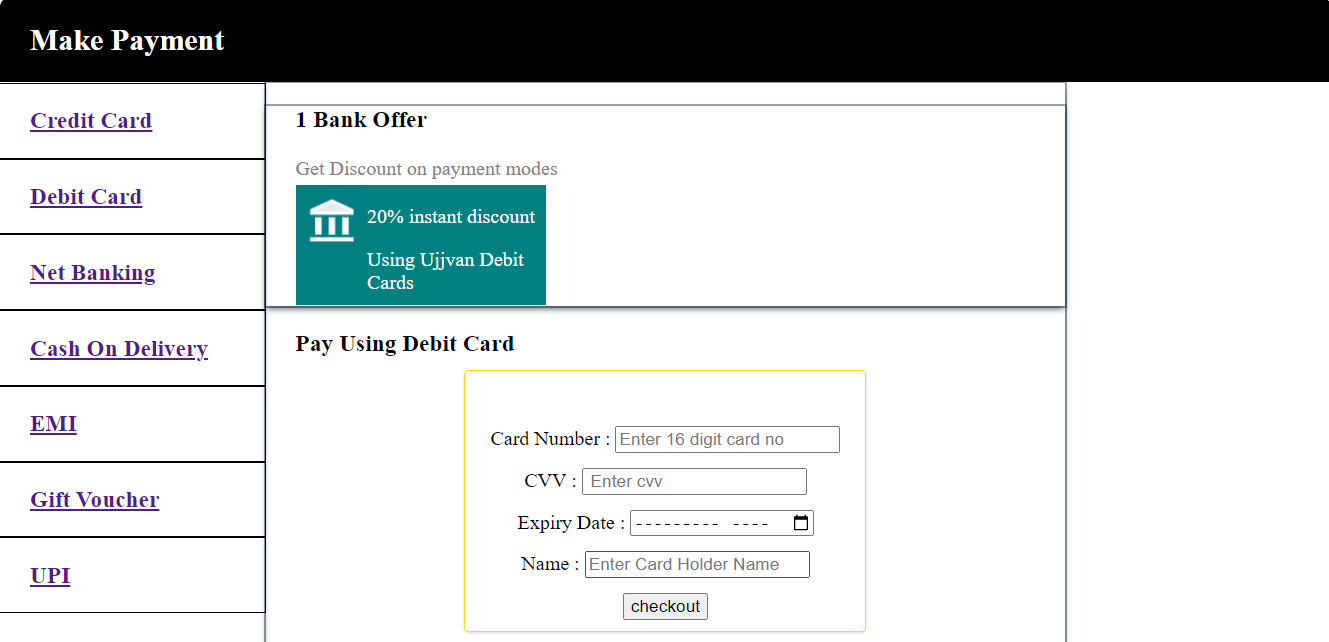 Make Payment
Credit Card
Debit Card
Net Banking
Cash On Delivery
EMI
Gift Voucher
UPI
1 Bank Offer
Get Discount on payment modes
20% instant discount
Using Ujjvan Debit
Cards
Pay Using Debit Card
Card Number : Enter 16 digit card no
CVV : Enter cvv
Expiry Date : --------- ----
Name : Enter Card Holder Name
checkout